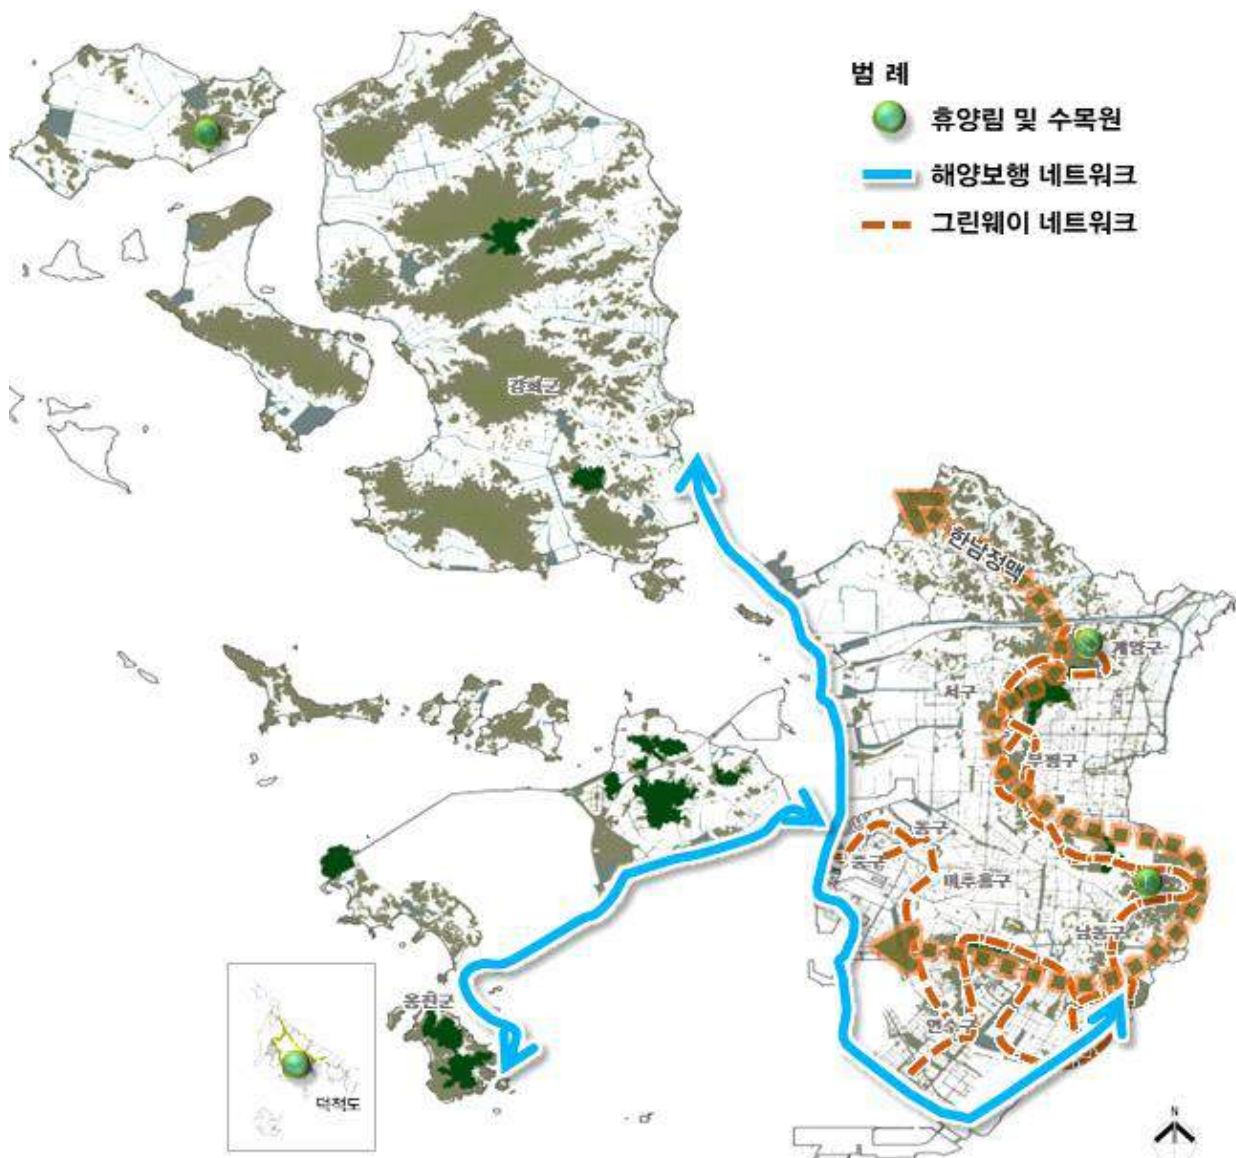 범 례
휴양림 및 수목원
해양보행 네트워크
그린웨이 네트워크
강화군
한남정맥
계양구
서구
부평구
동구
중구
미추홀구
남동구
연수구
옹진군
덕적도
N